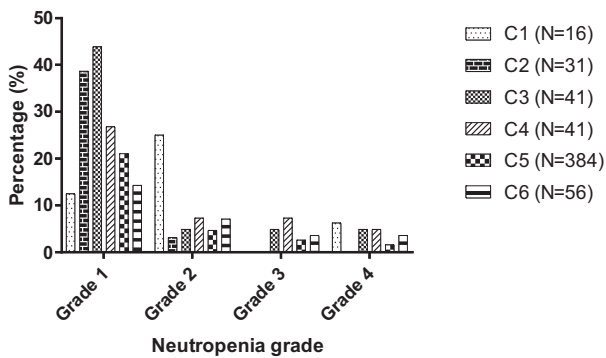 50
40
30
20
10
0
Percentage (%)
Grade 1
Grade 2
Grade 3
Grade 4
Neutropenia grade
C1 (N=16)
C2 (N=31)
C3 (N=41)
C4 (N=41)
C5 (N=384)
C6 (N=56)